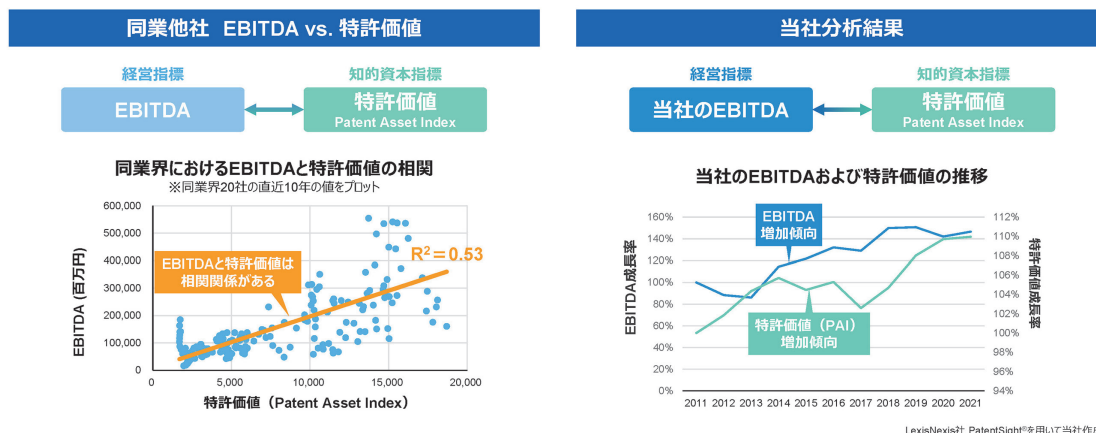 同業他社 EBITDA vs. 特許価値
経営指標
知的資本指標
EBITDA
特許価値
Patent Asset Index
同業界におけるEBITDAと特許価値の相関
※同業界20社の直近10年の値をプロット
EBITDA (百万円)
600,000
500,000
400,000
300,000
200,000
100,000
0
EBITDAと特許価値は
相関関係がある
R²＝0.53
0
5,000
10,000
15,000
20,000
特許価値（Patent Asset Index）
当社分析結果
経営指標
知的資本指標
当社のEBITDA
特許価値
Patent Asset Index
当社のEBITDAおよび特許価値の推移
EBITDA成長率
160%
140%
120%
100%
80%
60%
40%
20%
0%
EBITDA
増加傾向
特許価値（PAI）
増加傾向
112%
110%
108%
106%
104%
102%
100%
98%
96%
94%
特許価値成長率
2011 2012 2013 2014 2015 2016 2017 2018 2019 2020 2021
LexisNexis社 PatentSight®を用いて当社作成